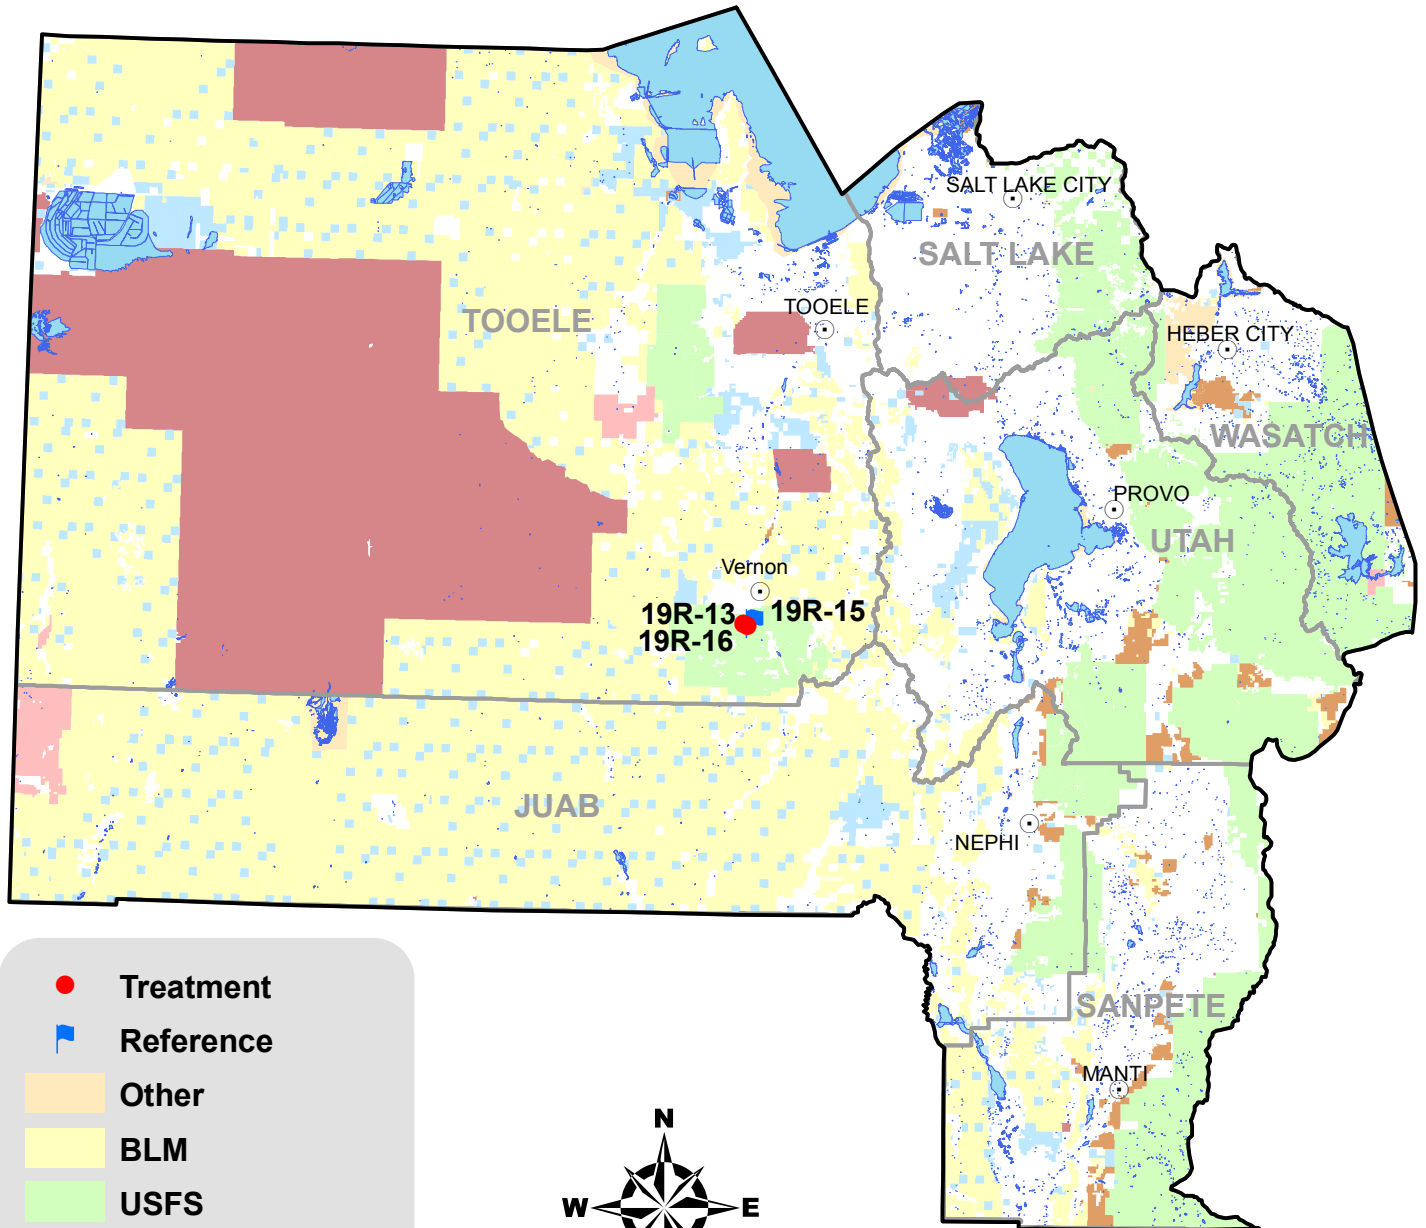 SALT LAKE CITY
SALT LAKE
TOOELE
TOOELE
HEBER CITY
WASATCH
PROVO
UTAH
Vernon
19R-13
19R-15
19R-16
JUAB
NEPHI
SANPETE
MANTI
Treatment
Reference
Other
BLM
USFS
N
W
E